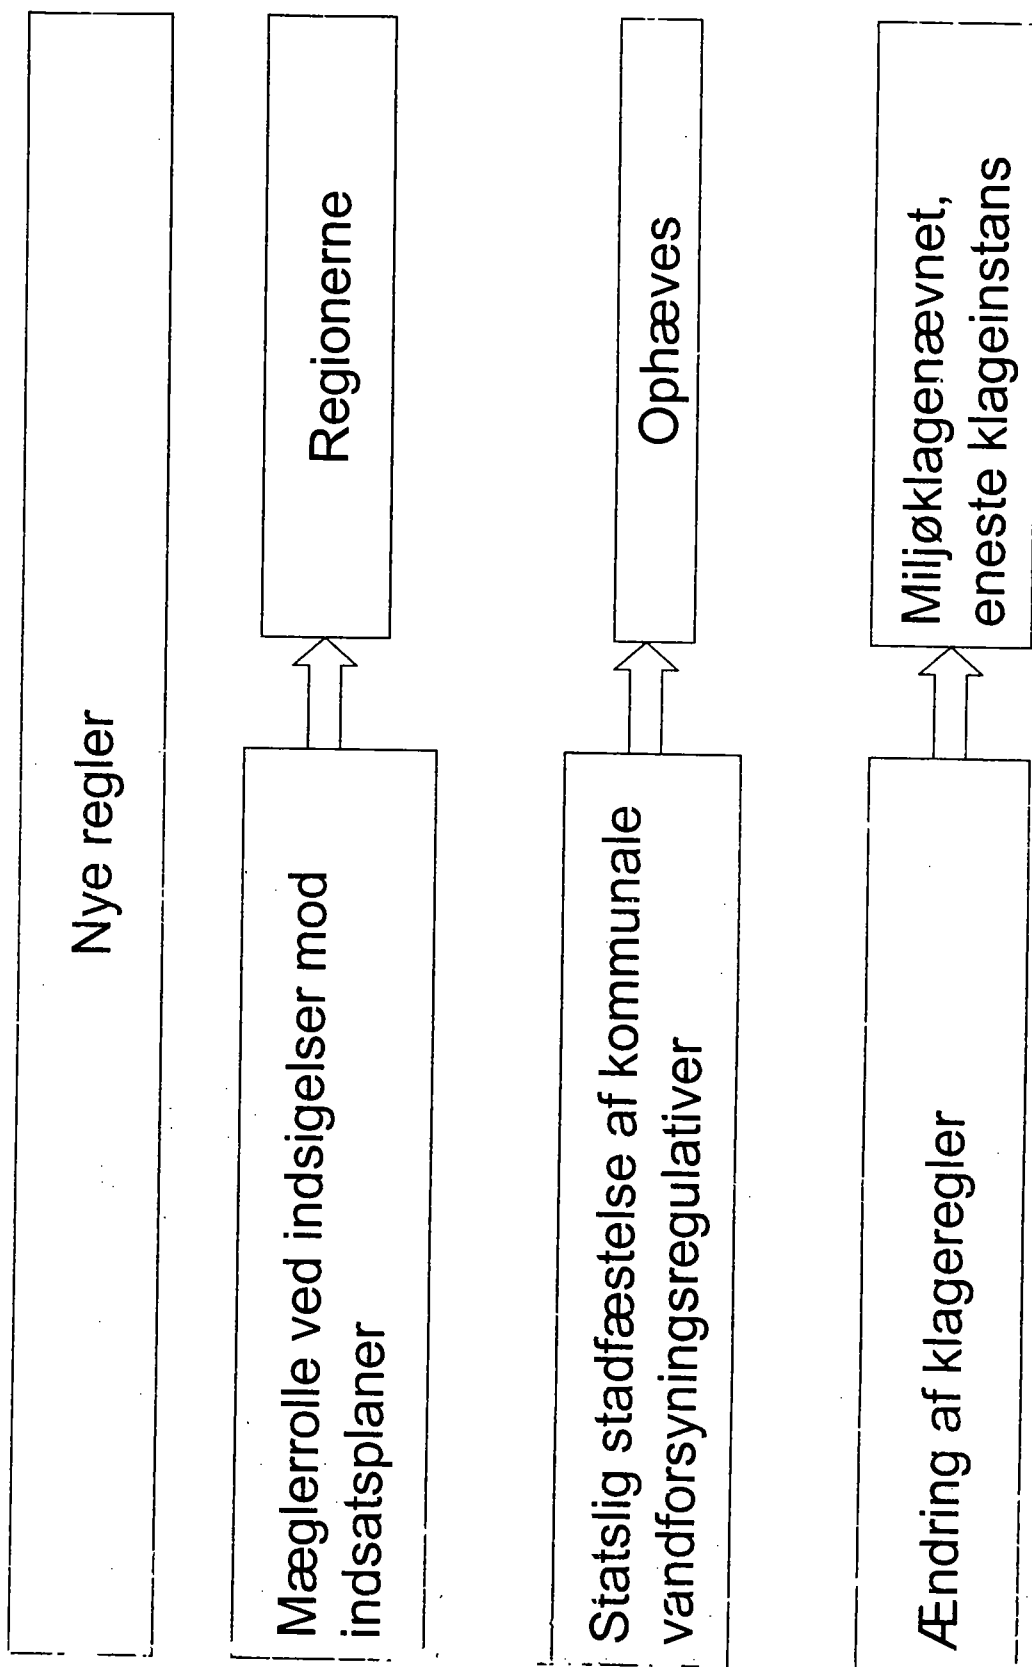 Nye regler
Mæglerrolle ved indsigelser mod
indsatsplaner
Regionerne
Statslig stadfæstelse af kommunale
vandforsyningsregulativer
Ophæves
Ændring af klageregler
Miljøklagenævnet,
eneste klageinstans